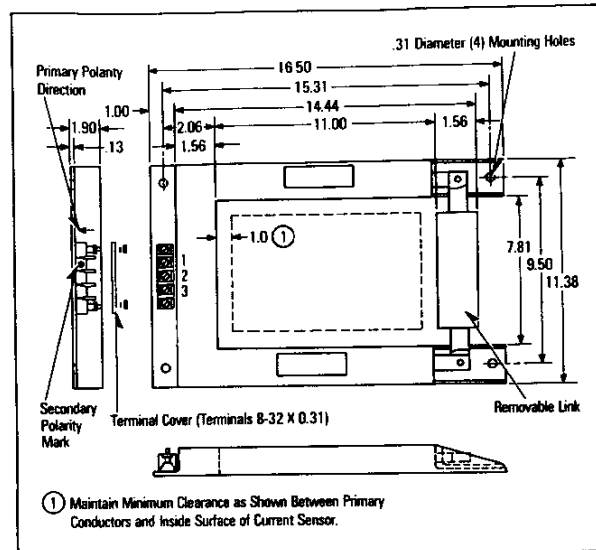 .31 Diameter (4) Mounting Holes
16.50
Primary Polarity
Direction
15.31
1.00
14.44
1.90
2.06
11.00
1.56
.13
1.56
1.0 ①
1
2
3
7.81
9.50
11.38
Secondary
Polarity
Mark
Terminal Cover (Terminals 8-32 X 0.31)
Removable Link
① Maintain Minimum Clearance as Shown Between Primary
Conductors and Inside Surface of Current Sensor.